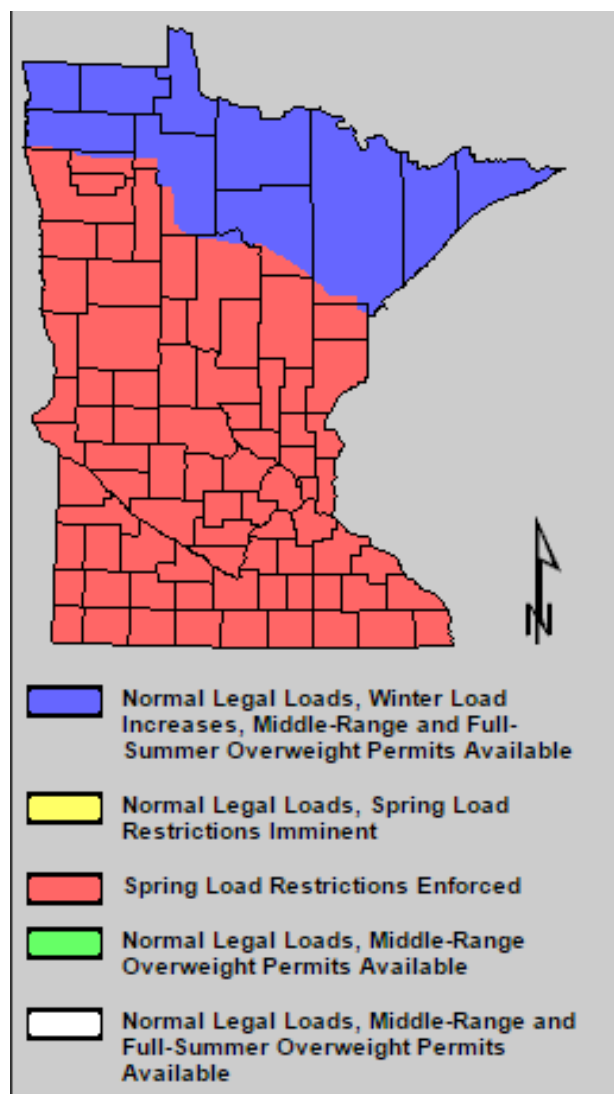 N
Normal Legal Loads, Winter Load
Increases, Middle-Range and Full-
Summer Overweight Permits Available
Normal Legal Loads, Spring Load
Restrictions Imminent
Spring Load Restrictions Enforced
Normal Legal Loads, Middle-Range
Overweight Permits Available
Normal Legal Loads, Middle-Range and
Full-Summer Overweight Permits
Available